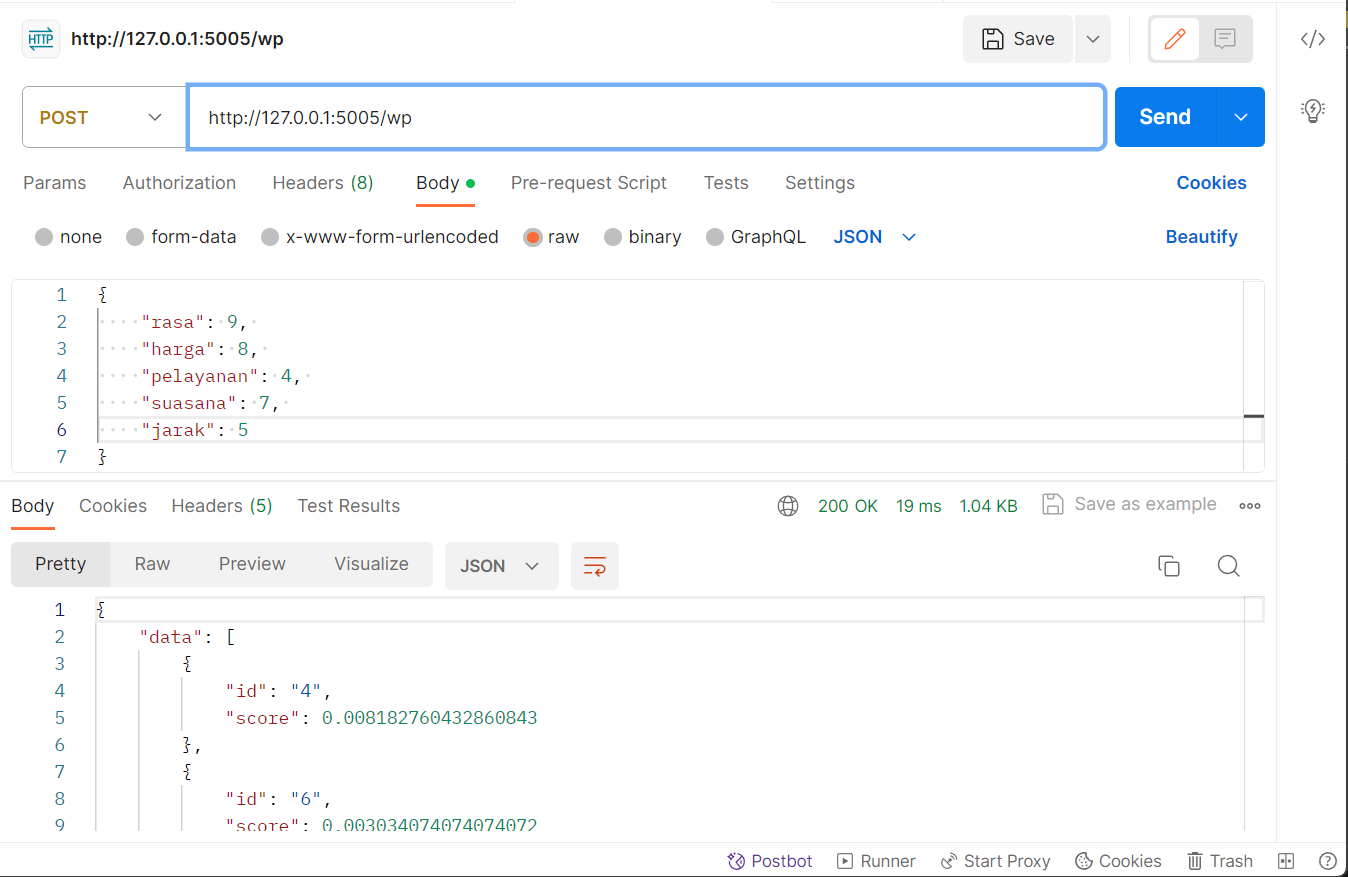 HTTP http://127.0.0.1:5005/wp Save
POST http://127.0.0.1:5005/wp Send
Params Authorization Headers (8) Body Pre-request Script Tests Settings Cookies
none form-data x-www-form-urlencoded raw binary GraphQL JSON Beautify
1 {
2 "rasa": 9,
3 "harga": 8,
4 "pelayanan": 4,
5 "suasana": 7,
6 "jarak": 5
7 }
Body Cookies Headers (5) Test Results 200 OK 19 ms 1.04 KB Save as example
Pretty Raw Preview Visualize JSON
1 {
2 "data": [
3 {
4 "id": "4",
5 "score": 0.008182760432860843
6 },
7 {
8 "id": "6",
9 "score": 0.003034074074074072
Postbot Runner Start Proxy Cookies Trash